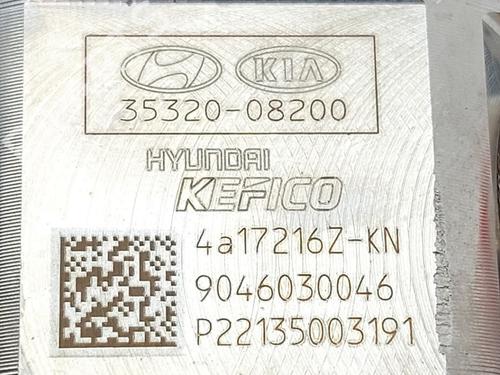 KIA
35320-08200
HYUNDAI
KEFICO
4a17216Z-KN
9046030046
P22135003191